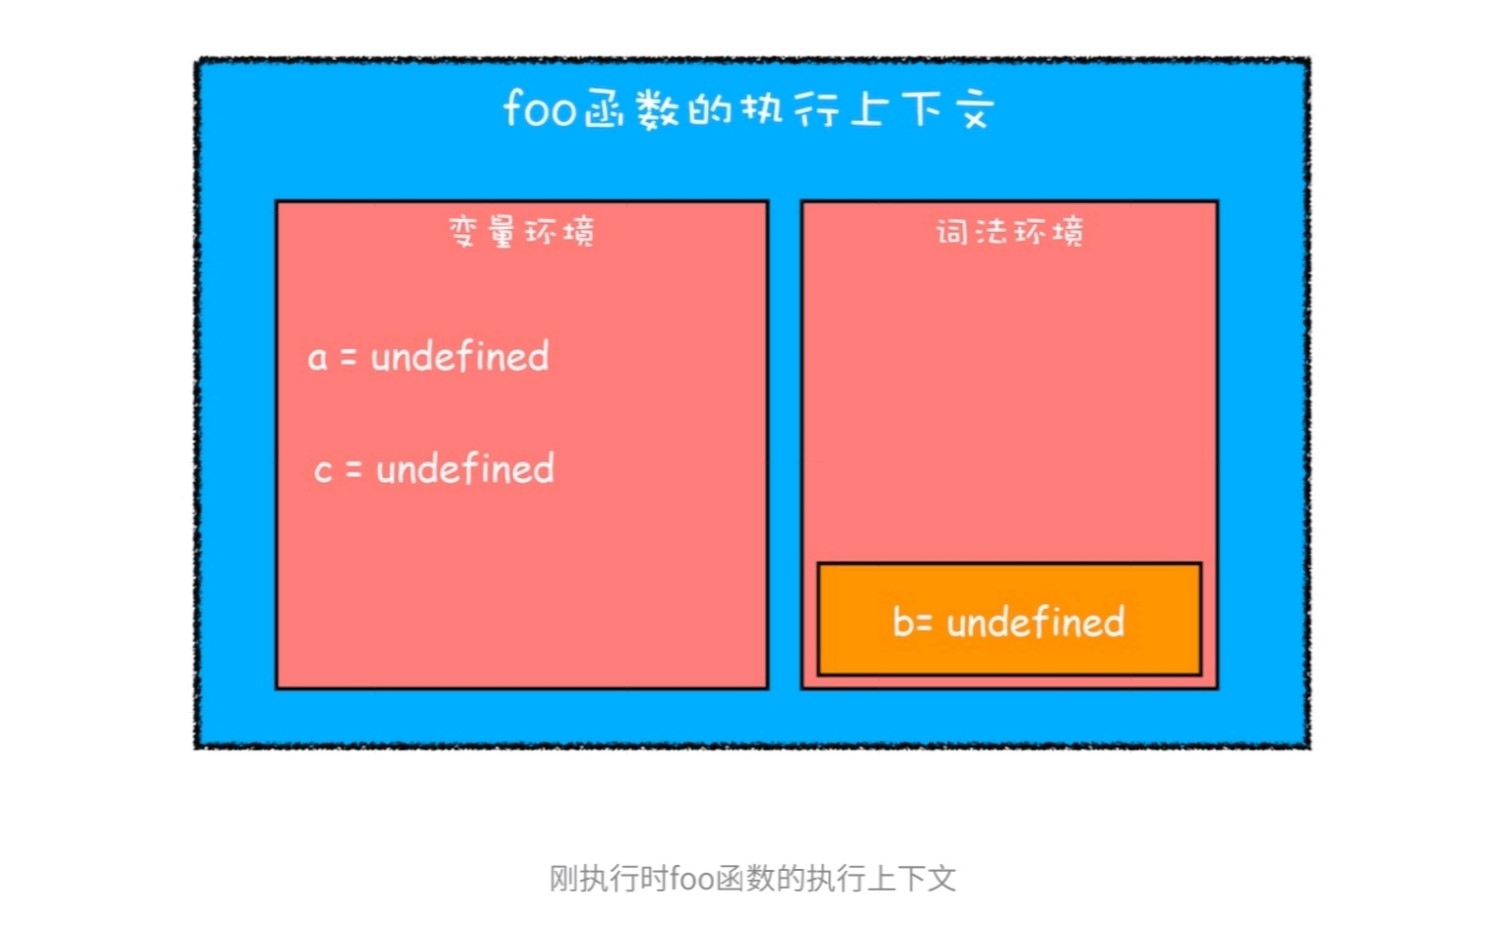 foo函数的执行上下文
变量环境
a = undefined
c = undefined
词法环境
b= undefined
刚执行时foo函数的执行上下文